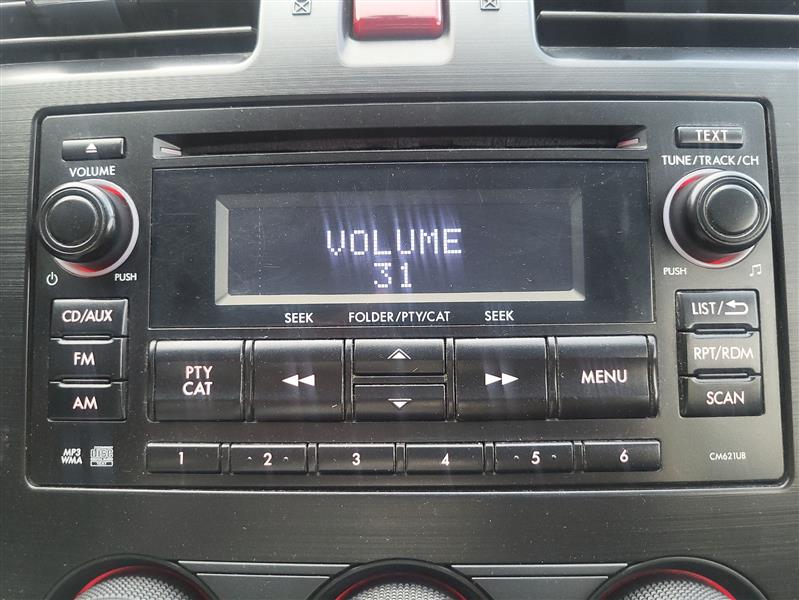 TEXT
VOLUME
TUNE/TRACK/CH
VOLUME
31
PUSH
PUSH
SEEK
FOLDER/PTY/CAT
SEEK
CD/AUX
LIST/
FM
PTY
CAT
MENU
RPT/RDM
AM
SCAN
MP3
WMA
DISC
1
2
3
4
5
6
CM621UB